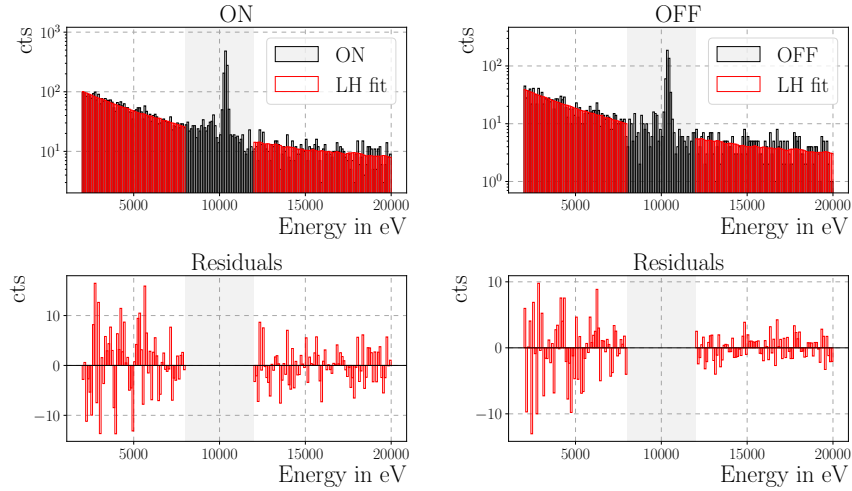 ON
cts
10³
10²
10¹
ON
LH fit
5000 10000 15000 20000
Energy in eV
OFF
cts
10²
10¹
10⁰
OFF
LH fit
5000 10000 15000 20000
Energy in eV
Residuals
cts
10
0
−10
5000 10000 15000 20000
Energy in eV
Residuals
cts
10
0
−10
5000 10000 15000 20000
Energy in eV